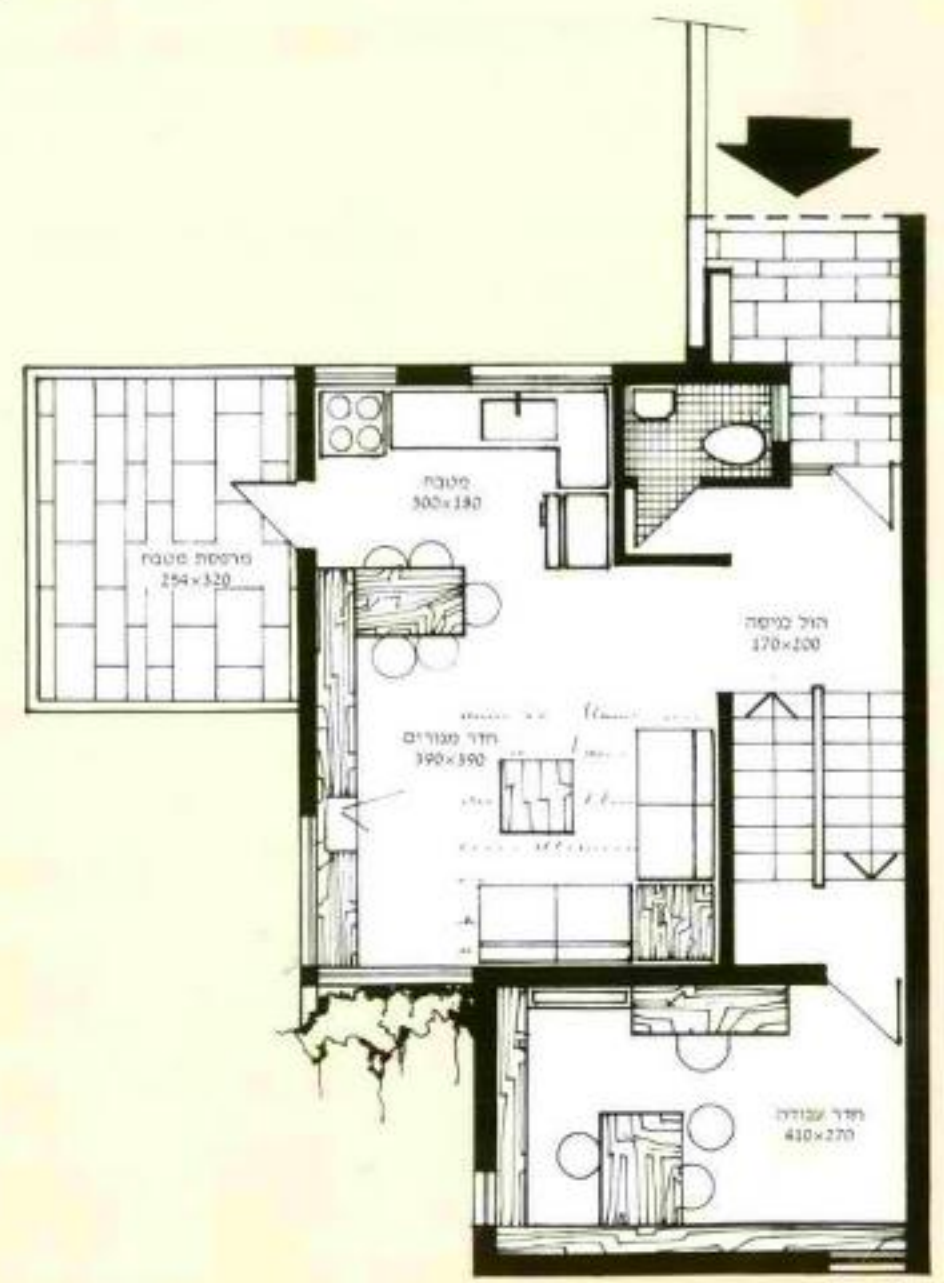 מטבח
300×180
מרפסת מטבח
294×320
הול כניסה
170×200
חדר מגורים
390×390
חדר עבודה
410×270